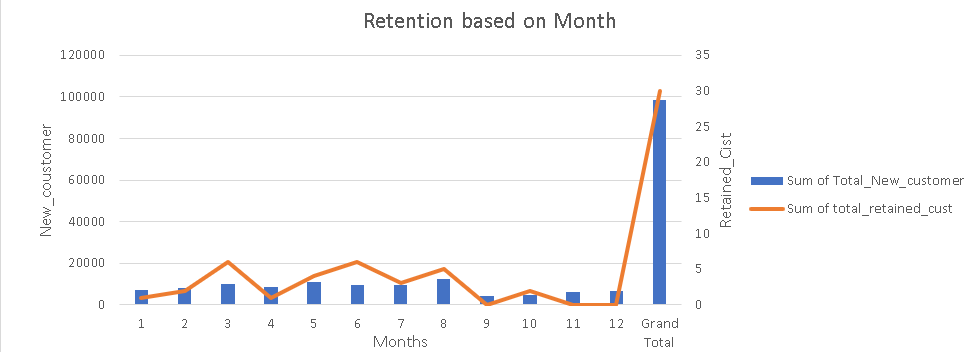 Retention based on Month
120000
100000
80000
60000
40000
20000
0
New_coustomer
35
30
25
20
15
10
5
0
Retained_Cist
1 2 3 4 5 6 7 8 9 10 11 12 Grand
Total
Months
Sum of Total_New_customer
Sum of total_retained_cust